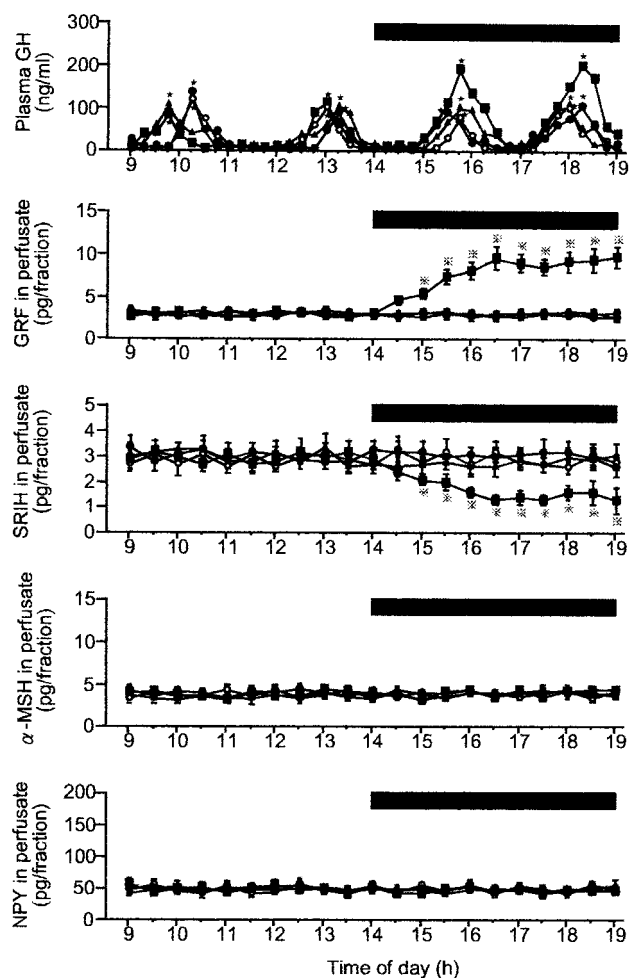 Plasma GH
(ng/ml)
300
200
100
0
9 10 11 12 13 14 15 16 17 18 19
GRF in perfusate
(pg/fraction)
15
10
5
0
9 10 11 12 13 14 15 16 17 18 19
SRIH in perfusate
(pg/fraction)
5
4
3
2
1
0
9 10 11 12 13 14 15 16 17 18 19
α-MSH in perfusate
(pg/fraction)
15
10
5
0
9 10 11 12 13 14 15 16 17 18 19
NPY in perfusate
(pg/fraction)
200
150
100
50
0
9 10 11 12 13 14 15 16 17 18 19
Time of day (h)